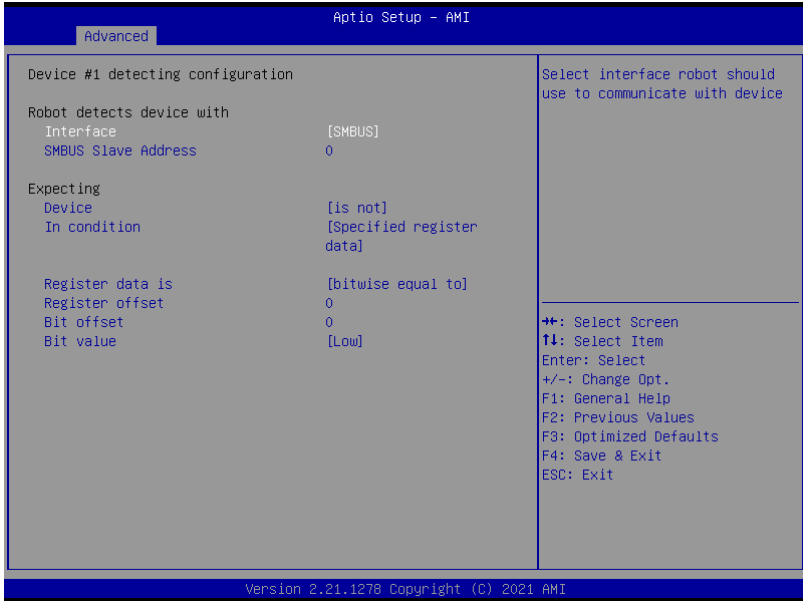 Aptio Setup – AMI
Advanced
Device #1 detecting configuration
Robot detects device with
Interface [SMBUS]
SMBUS Slave Address 0
Expecting
Device [is not]
In condition [Specified register
data]
Register data is [bitwise equal to]
Register offset 0
Bit offset 0
Bit value [Low]
Select interface robot should
use to communicate with device
→←: Select Screen
↑↓: Select Item
Enter: Select
+/-: Change Opt.
F1: General Help
F2: Previous Values
F3: Optimized Defaults
F4: Save & Exit
ESC: Exit
Version 2.21.1278 Copyright (C) 2021 AMI